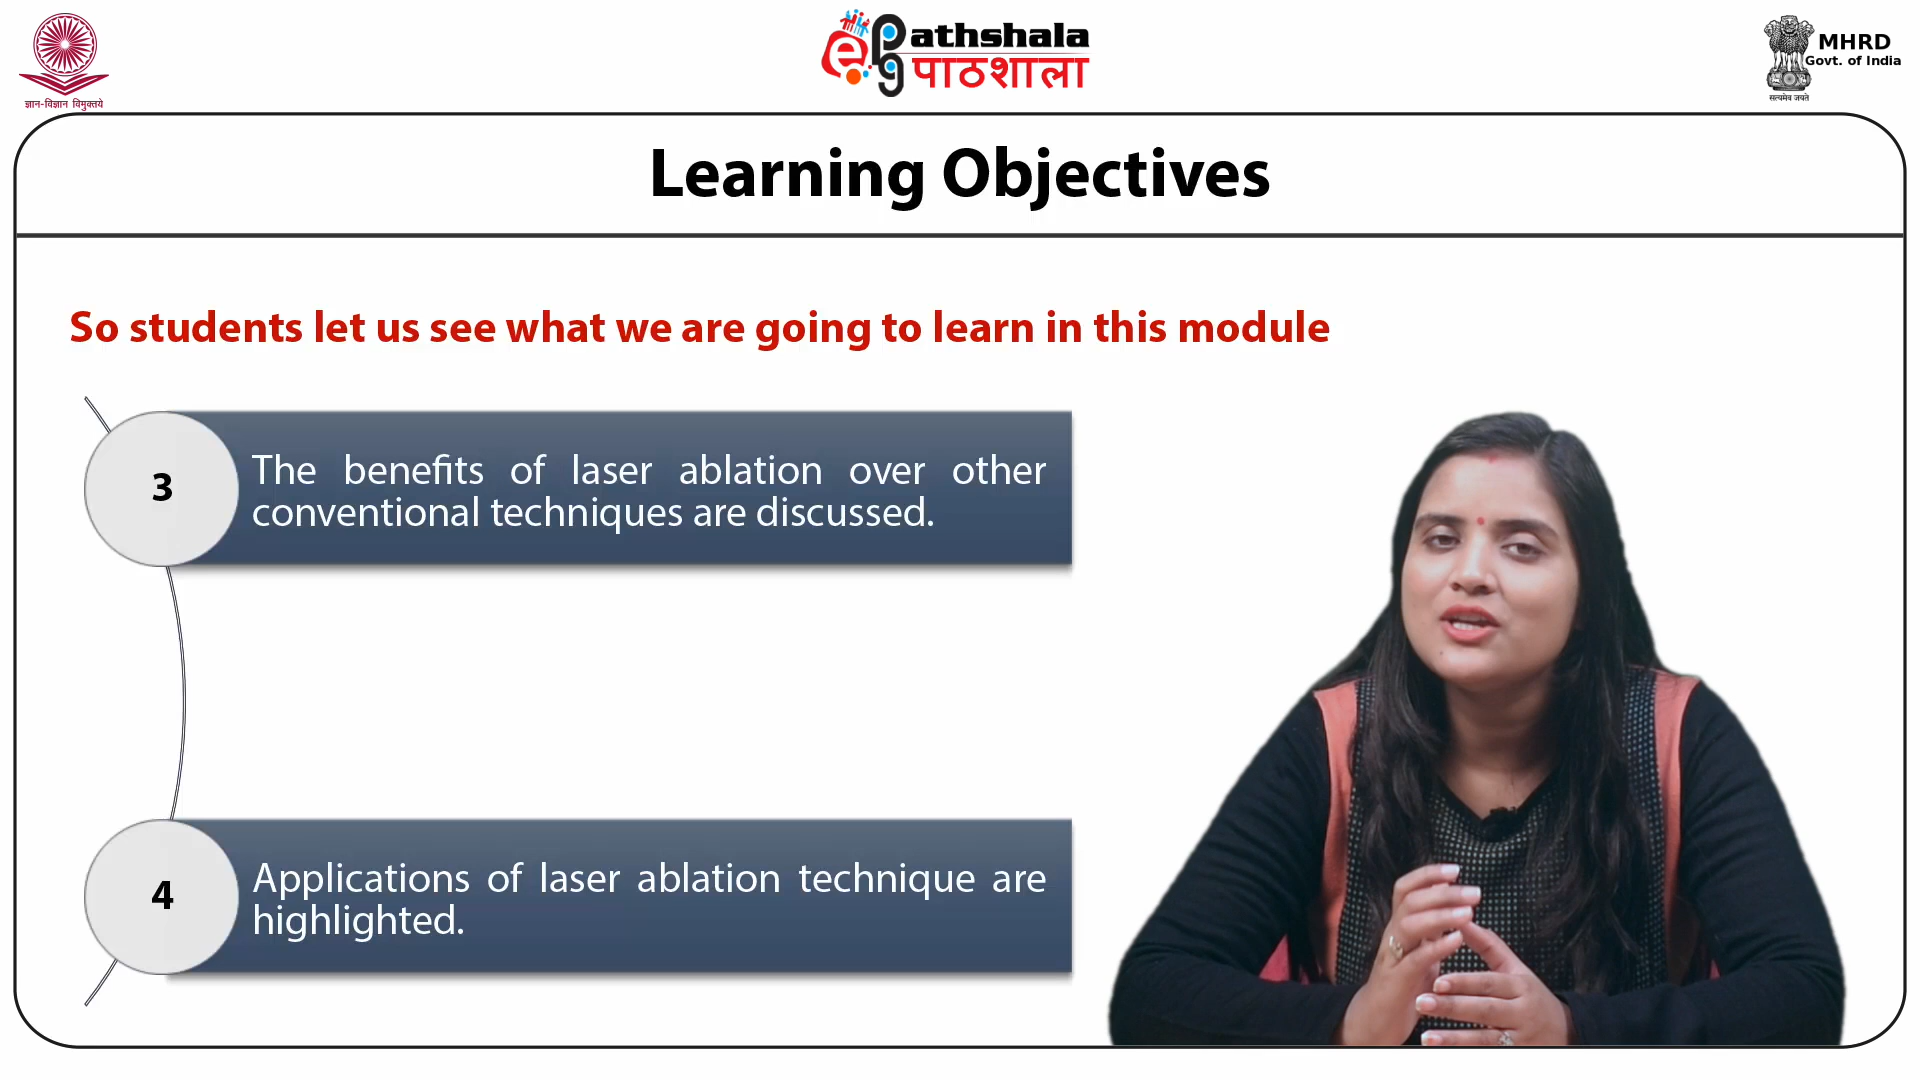 ज्ञान-विज्ञान विमुक्तये
e
Pg
athshala
पाठशाला
MHRD
Govt. of India
सत्यमेव जयते
Learning Objectives
So students let us see what we are going to learn in this module
3
The benefits of laser ablation over other
conventional techniques are discussed.
4
Applications of laser ablation technique are
highlighted.